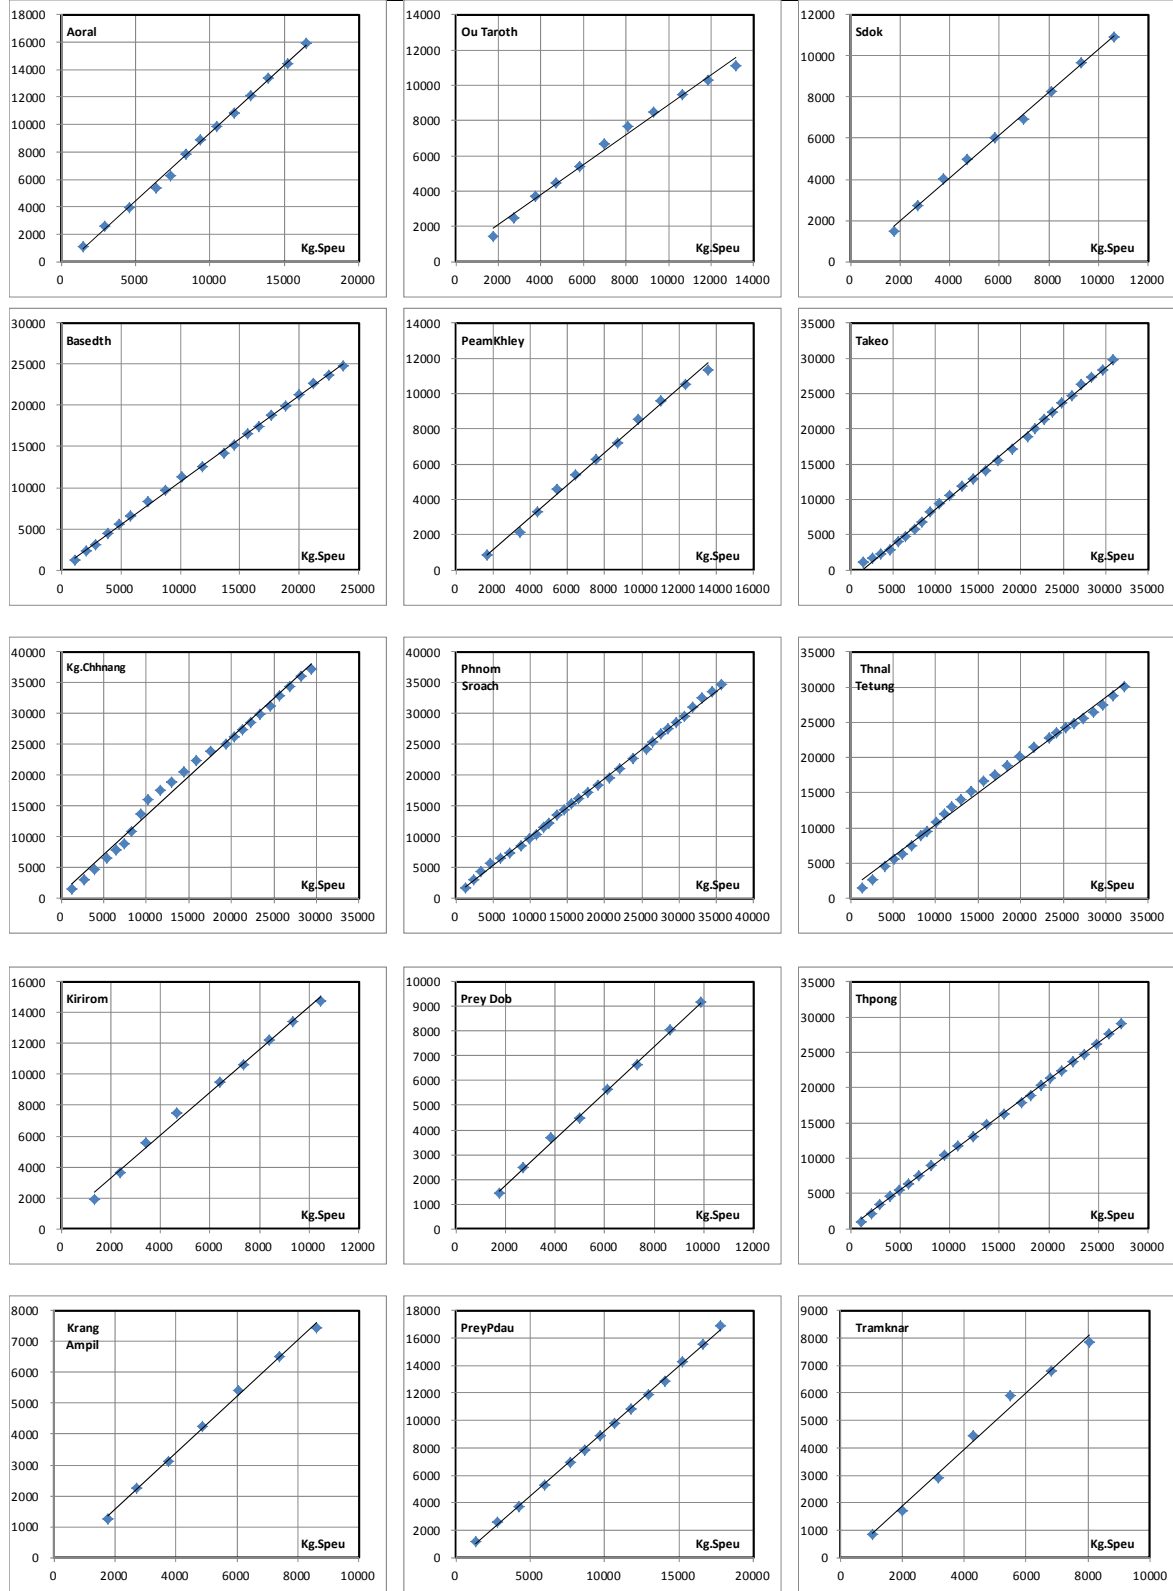 Aoral
18000
16000
14000
12000
10000
8000
6000
4000
2000
0
Kg.Speu
0 5000 10000 15000 20000
Ou Taroth
14000
12000
10000
8000
6000
4000
2000
0
Kg.Speu
0 2000 4000 6000 8000 10000 12000 14000
Sdok
12000
10000
8000
6000
4000
2000
0
Kg.Speu
0 2000 4000 6000 8000 10000 12000
Basedth
30000
25000
20000
15000
10000
5000
0
Kg.Speu
0 5000 10000 15000 20000 25000
PeamKhley
14000
12000
10000
8000
6000
4000
2000
0
Kg.Speu
0 2000 4000 6000 8000 10000 12000 14000 16000
Takeo
35000
30000
25000
20000
15000
10000
5000
0
Kg.Speu
0 5000 10000 15000 20000 25000 30000 35000
Kg.Chhnang
40000
35000
30000
25000
20000
15000
10000
5000
0
Kg.Speu
0 5000 10000 15000 20000 25000 30000 35000
Phnom
Sroach
40000
35000
30000
25000
20000
15000
10000
5000
0
Kg.Speu
0 5000 10000 15000 20000 25000 30000 35000 40000
Thnal
Tetung
35000
30000
25000
20000
15000
10000
5000
0
Kg.Speu
0 5000 10000 15000 20000 25000 30000 35000
Kirirom
16000
14000
12000
10000
8000
6000
4000
2000
0
Kg.Speu
0 2000 4000 6000 8000 10000 12000
Prey Dob
10000
9000
8000
7000
6000
5000
4000
3000
2000
1000
0
Kg.Speu
0 2000 4000 6000 8000 10000 12000
Thpong
35000
30000
25000
20000
15000
10000
5000
0
Kg.Speu
0 5000 10000 15000 20000 25000 30000
Krang
Ampil
8000
7000
6000
5000
4000
3000
2000
1000
0
Kg.Speu
0 2000 4000 6000 8000 10000
PreyPdau
18000
16000
14000
12000
10000
8000
6000
4000
2000
0
Kg.Speu
0 5000 10000 15000 20000
Tramknar
9000
8000
7000
6000
5000
4000
3000
2000
1000
0
Kg.Speu
0 2000 4000 6000 8000 10000